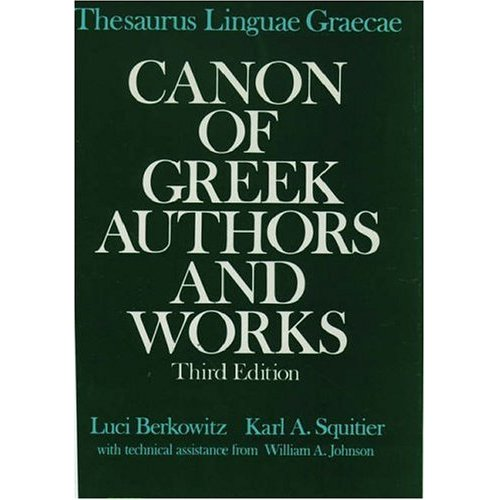 Thesaurus Linguae Graecae
CANON
OF
GREEK
AUTHORS
AND
WORKS
Third Edition
Luci Berkowitz Karl A. Squitier
with technical assistance from William A. Johnson